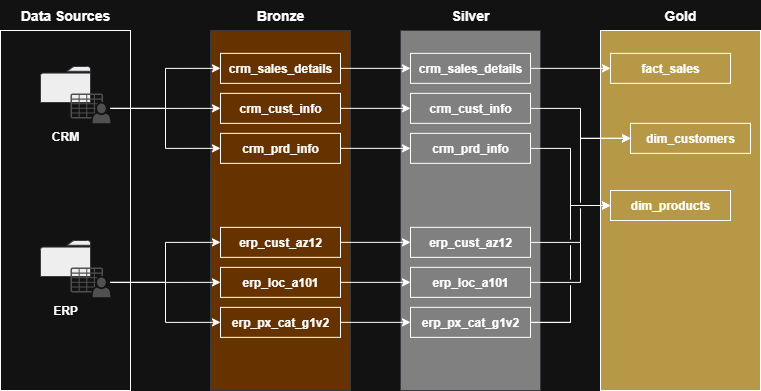 Data Sources
Bronze
Silver
Gold
crm_sales_details
crm_sales_details
fact_sales
crm_cust_info
crm_cust_info
CRM
dim_customers
crm_prd_info
crm_prd_info
dim_products
erp_cust_az12
erp_cust_az12
erp_loc_a101
erp_loc_a101
ERP
erp_px_cat_g1v2
erp_px_cat_g1v2